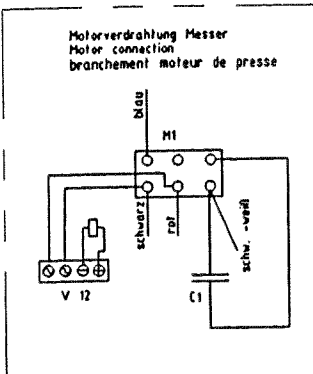 Motorverdrahtung Messer
Motor connection
branchement moteur de presse
blau
M1
schwarz
rot
schw. -weiß
V 12
C1